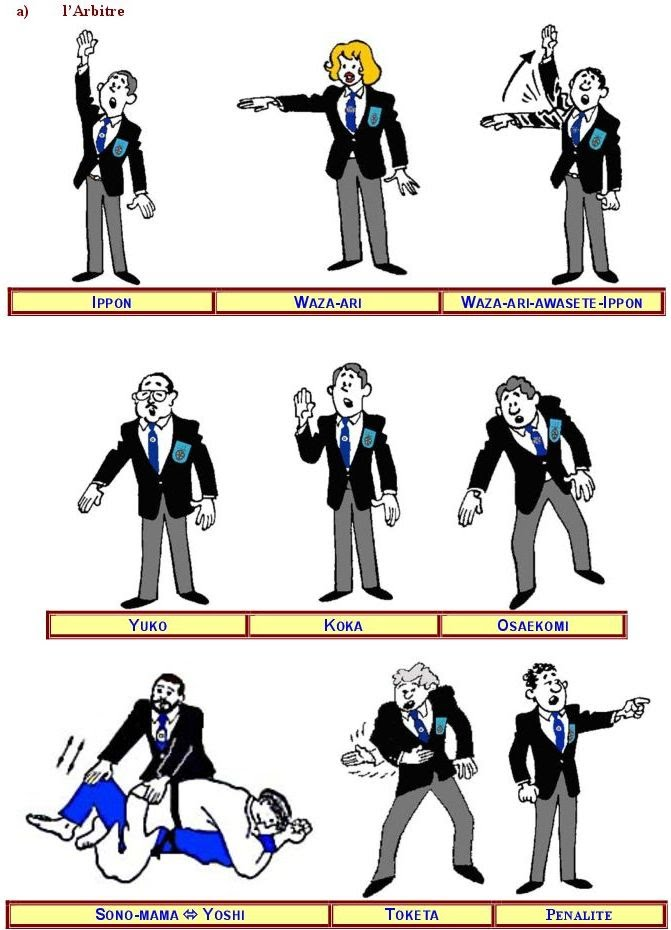 a) l'Arbitre
IPPON WAZA-ARI WAZA-ARI-AWASETE-IPPON
YUKO KOKA OSAEKOMI
SONO-MAMA ⇔ YOSHI TOKETA PENALITE